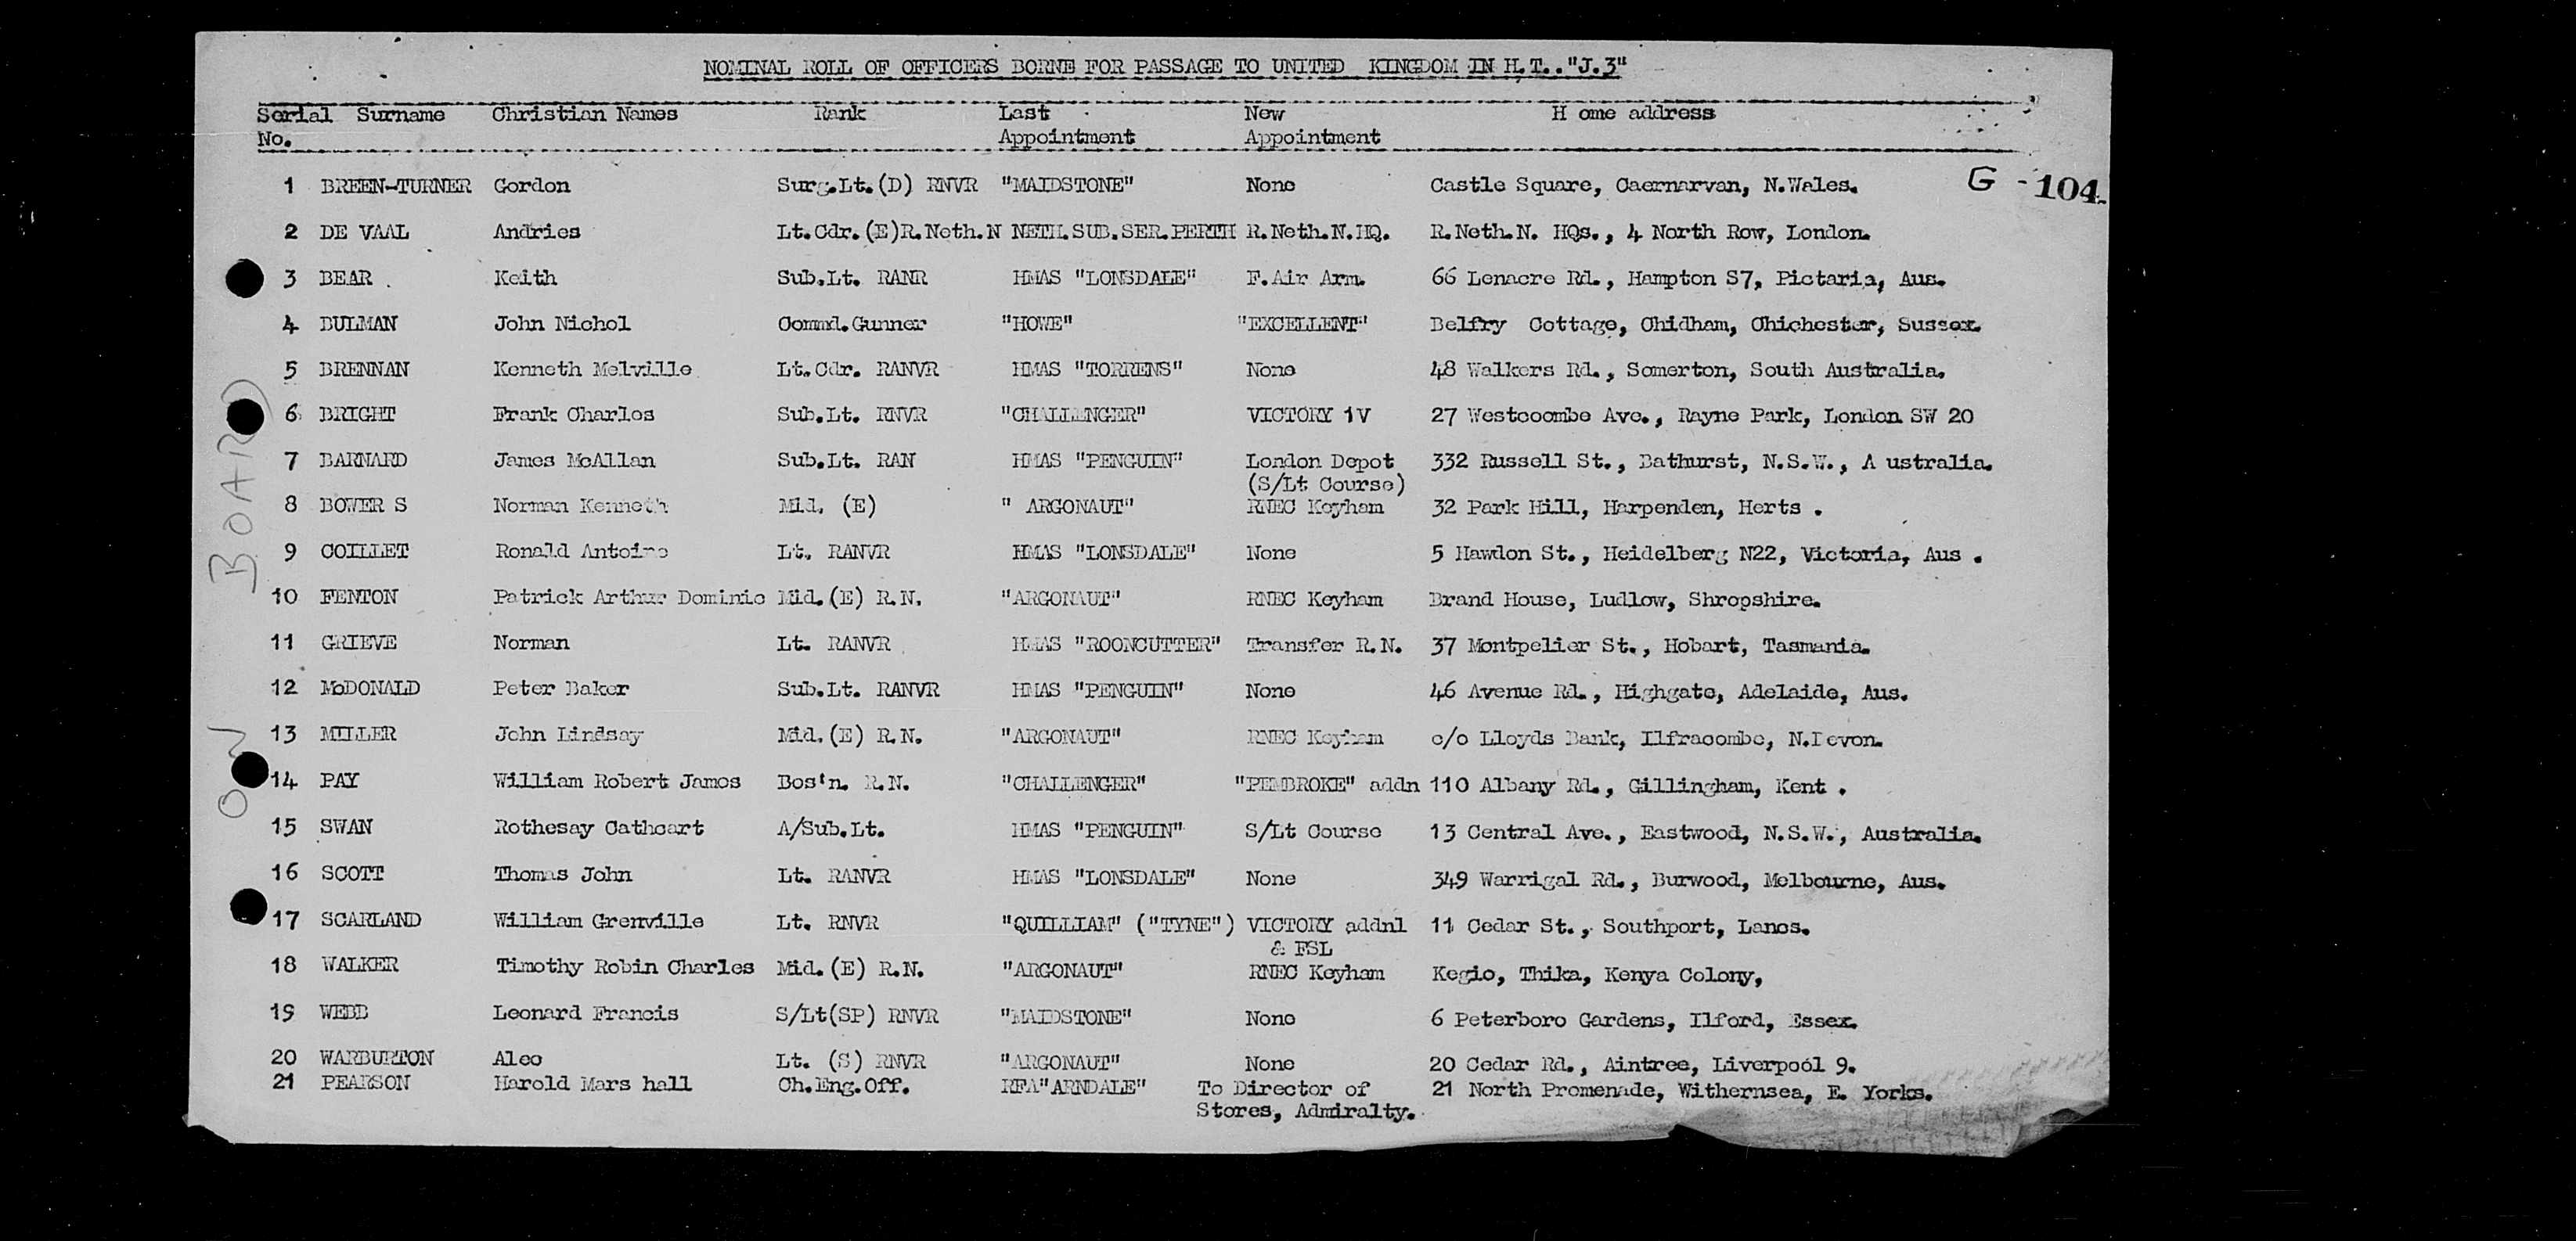 NOMINAL ROLL OF OFFICERS BORNE FOR PASSAGE TO UNITED KINGDOM IN H.T.."J.3"
Serial Surname Christian Names Rank Last New H ome address
No. Appointment Appointment
G - 104
1 BREEN-TURNER Gordon Surg.Lt.(D) RNVR "MAIDSTONE" None Castle Square, Caernarvan, N.Wales.
2 DE VAAL Andries Lt.Cdr.(E)R.Neth.N NETH.SUB.SER.PERTH R.Neth.N.HQ. R.Neth.N. HQs., 4 North Row, London.
3 BEAR . Keith Sub.Lt. RANR HMAS "LONSDALE" F.Air Arm. 66 Lenacre Rd., Hampton S7, Pictaria, Aus.
4 BULMAN John Nichol Commd.Gunner "HOWE" "EXCELLENT" Belfry Cottage, Chidham, Chichester, Sussex.
5 BRENNAN Kenneth Melville Lt.Cdr. RANVR HMAS "TORRENS" None 48 Walkers Rd., Somerton, South Australia.
6 BRIGHT Frank Charles Sub.Lt. RNVR "CHALLENGER" VICTORY 1V 27 Westcoombe Ave., Rayne Park, London SW 20
7 BARNARD James McAllan Sub.Lt. RAN HMAS "PENGUIN" London Depot 332 Russell St., Bathurst, N.S.W., A ustralia.
(S/Lt Course)
8 BOWER S Norman Kenneth Mid. (E) " ARGONAUT" RNEC Keyham 32 Park Hill, Harpenden, Herts .
9 COILLET Ronald Antoine Lt. RANVR HMAS "LONSDALE" None 5 Hawdon St., Heidelberg N22, Victoria, Aus .
10 FENTON Patrick Arthur Dominic Mid.(E) R.N. "ARGONAUT" RNEC Keyham Brand House, Ludlow, Shropshire.
11 GRIEVE Norman Lt. RANVR HMAS "ROONCUTTER" Transfer R.N. 37 Montpelier St., Hobart, Tasmania.
12 McDONALD Peter Baker Sub.Lt. RANVR HMAS "PENGUIN" None 46 Avenue Rd., Highgate, Adelaide, Aus.
13 MILLER John Lindsay Mid.(E) R.N. "ARGONAUT" RNEC Keyham c/o Lloyds Bank, Ilfracombe, N.Devon.
14 PAY William Robert James Bos'n. R.N. "CHALLENGER" "PEMBROKE" addn 110 Albany Rd., Gillingham, Kent .
15 SWAN Rothesay Cathcart A/Sub.Lt. HMAS "PENGUIN" S/Lt Course 13 Central Ave., Eastwood, N.S.W., Australia.
16 SCOTT Thomas John Lt. RANVR HMAS "LONSDALE" None 349 Warrigal Rd., Burwood, Melbourne, Aus.
17 SCARLAND William Grenville Lt. RNVR "QUILLIAM" ("TYNE") VICTORY addnl 11 Cedar St., Southport, Lancs.
& FSL
18 WALKER Timothy Robin Charles Mid.(E) R.N. "ARGONAUT" RNEC Keyham Kegio, Thika, Kenya Colony,
19 WEBB Leonard Francis S/Lt(SP) RNVR "MAIDSTONE" None 6 Peterboro Gardens, Ilford, Essex.
20 WARBURTON Alec Lt. (S) RNVR "ARGONAUT" None 20 Cedar Rd., Aintree, Liverpool 9.
21 PEARSON Harold Mars hall Ch.Eng.Off. RFA"ARNDALE" To Director of 21 North Promenade, Withernsea, E. Yorks.
Stores, Admiralty.
ON BOARD